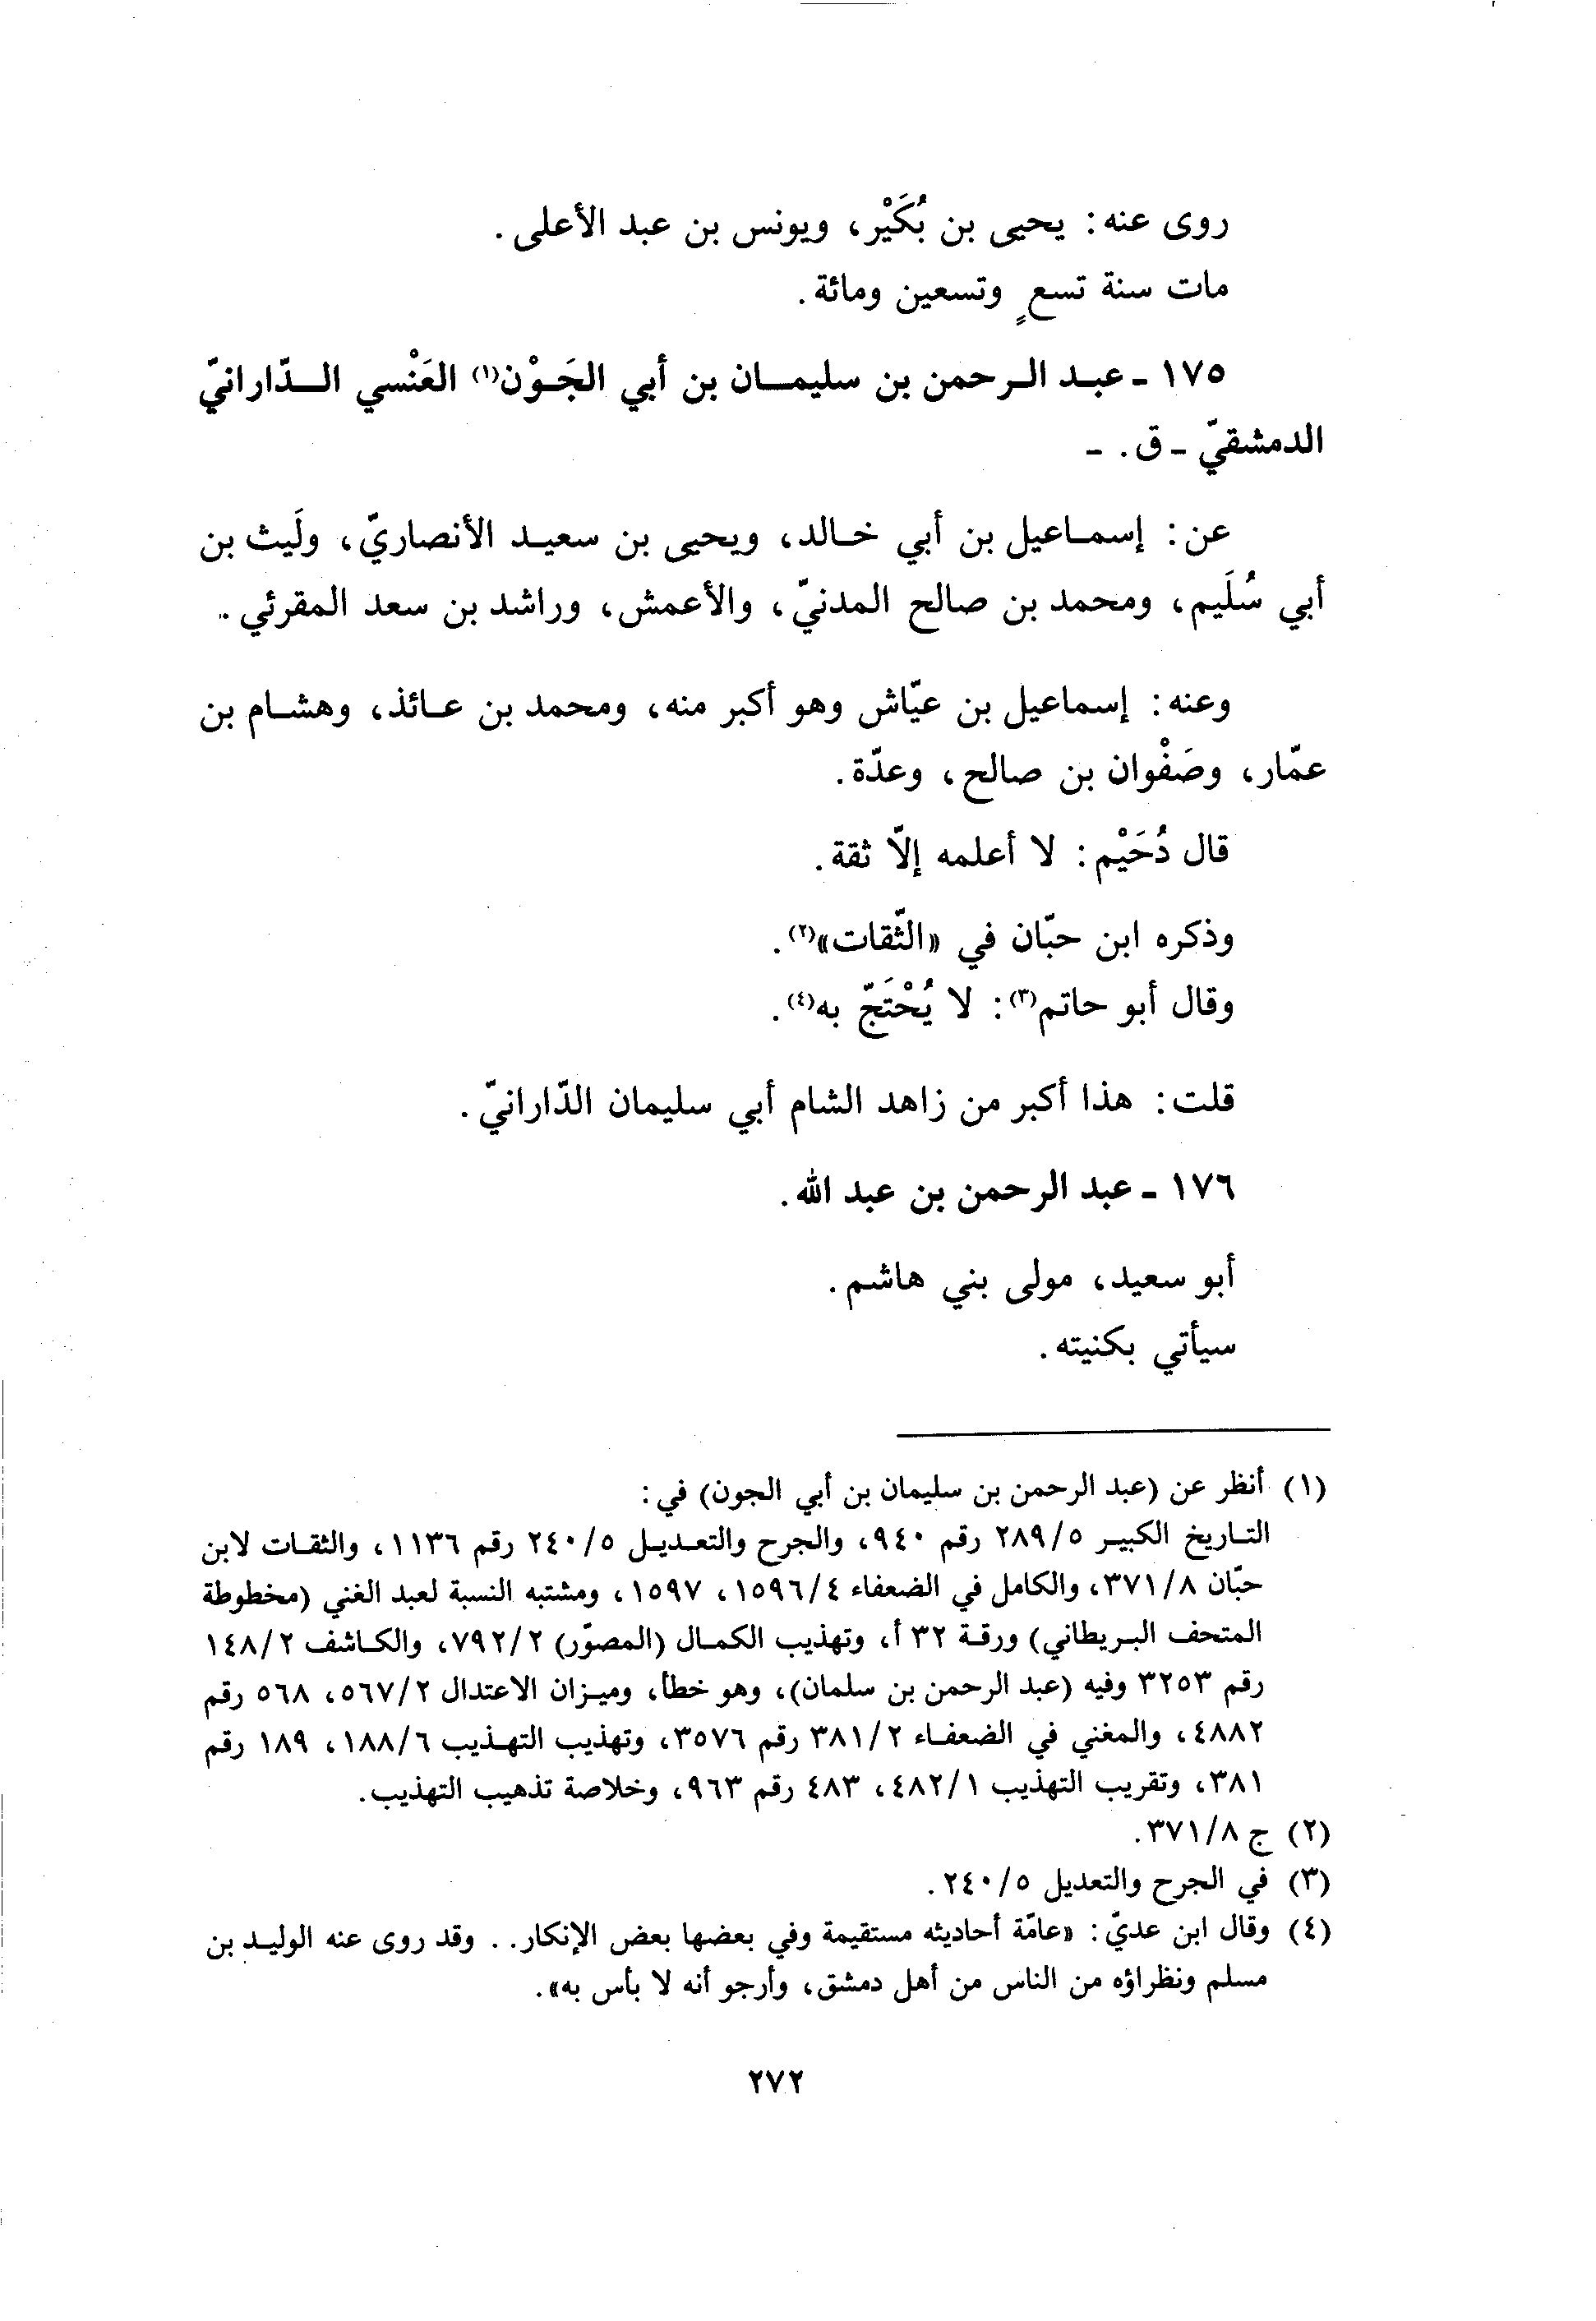 روى عنه: يحيى بن بُكَيْر، ويونس بن عبد الأعلى.
مات سنة تسعٍ وتسعين ومائة.
١٧٥ - عبد الرحمن بن سليمان بن أبي الجَوْن(١) العَنْسي الدّارانيّ
الدمشقيّ - ق. -
عن: إسماعيل بن أبي خالد، ويحيى بن سعيد الأنصاريّ، ولَيث بن
أبي سُلَيم، ومحمد بن صالح المدنيّ، والأعمش، وراشد بن سعد المقرئي.
وعنه: إسماعيل بن عيّاش وهو أكبر منه، ومحمد بن عائذ، وهشام بن
عمّار، وصَفْوان بن صالح، وعدّة.
قال دُحَيْم: لا أعلمه إلّا ثقة.
وذكره ابن حبّان في «الثّقات»(٢).
وقال أبو حاتم(٣): لا يُحْتَجّ به(٤).
قلت: هذا أكبر من زاهد الشام أبي سليمان الدّارانيّ.
١٧٦ - عبد الرحمن بن عبد الله.
أبو سعيد، مولى بني هاشم.
سيأتي بكنيته.
(١) أنظر عن (عبد الرحمن بن سليمان بن أبي الجون) في:
التاريخ الكبير ٢٨٩/٥ رقم ٩٤٠، والجرح والتعديل ٢٤٠/٥ رقم ١١٣٦، والثقات لابن
حبّان ٣٧١/٨، والكامل في الضعفاء ١٥٩٦/٤، ١٥٩٧، ومشتبه النسبة لعبد الغني (مخطوطة
المتحف البريطاني) ورقة ٣٢ أ، وتهذيب الكمال (المصوّر) ٧٩٢/٢، والكاشف ١٤٨/٢
رقم ٣٢٥٣ وفيه (عبد الرحمن بن سلمان)، وهو خطأ، وميزان الاعتدال ٥٦٧/٢، ٥٦٨ رقم
٤٨٨٢، والمغني في الضعفاء ٣٨١/٢ رقم ٣٥٧٦، وتهذيب التهذيب ١٨٨/٦، ١٨٩ رقم
٣٨١، وتقريب التهذيب ٤٨٢/١، ٤٨٣ رقم ٩٦٣، وخلاصة تذهيب التهذيب.
(٢) ج ٣٧١/٨.
(٣) في الجرح والتعديل ٢٤٠/٥.
(٤) وقال ابن عديّ: «عامّة أحاديثه مستقيمة وفي بعضها بعض الإنكار.. وقد روى عنه الوليد بن
مسلم ونظراؤه من الناس من أهل دمشق، وأرجو أنه لا بأس به».
٢٧٢